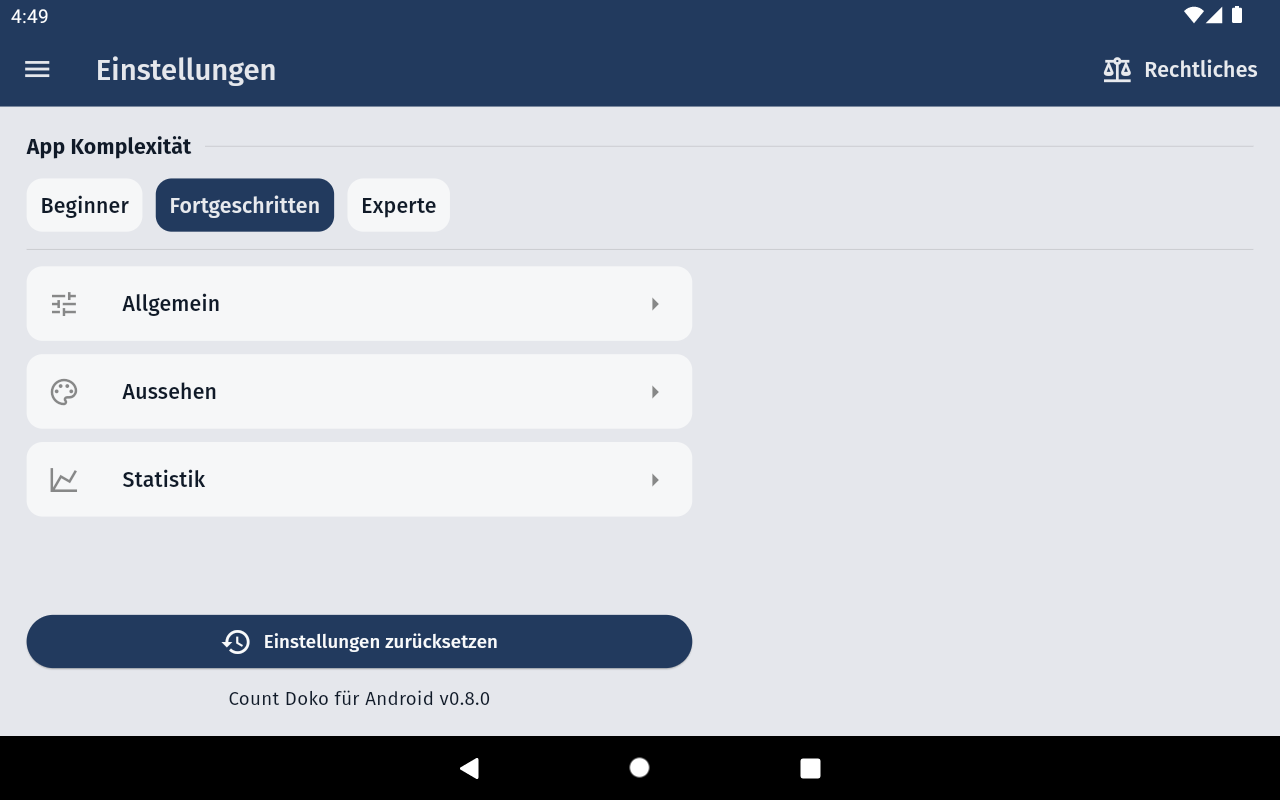 4:49
Einstellungen
Rechtliches
App Komplexität
Beginner
Fortgeschritten
Experte
Allgemein
Aussehen
Statistik
Einstellungen zurücksetzen
Count Doko für Android v0.8.0